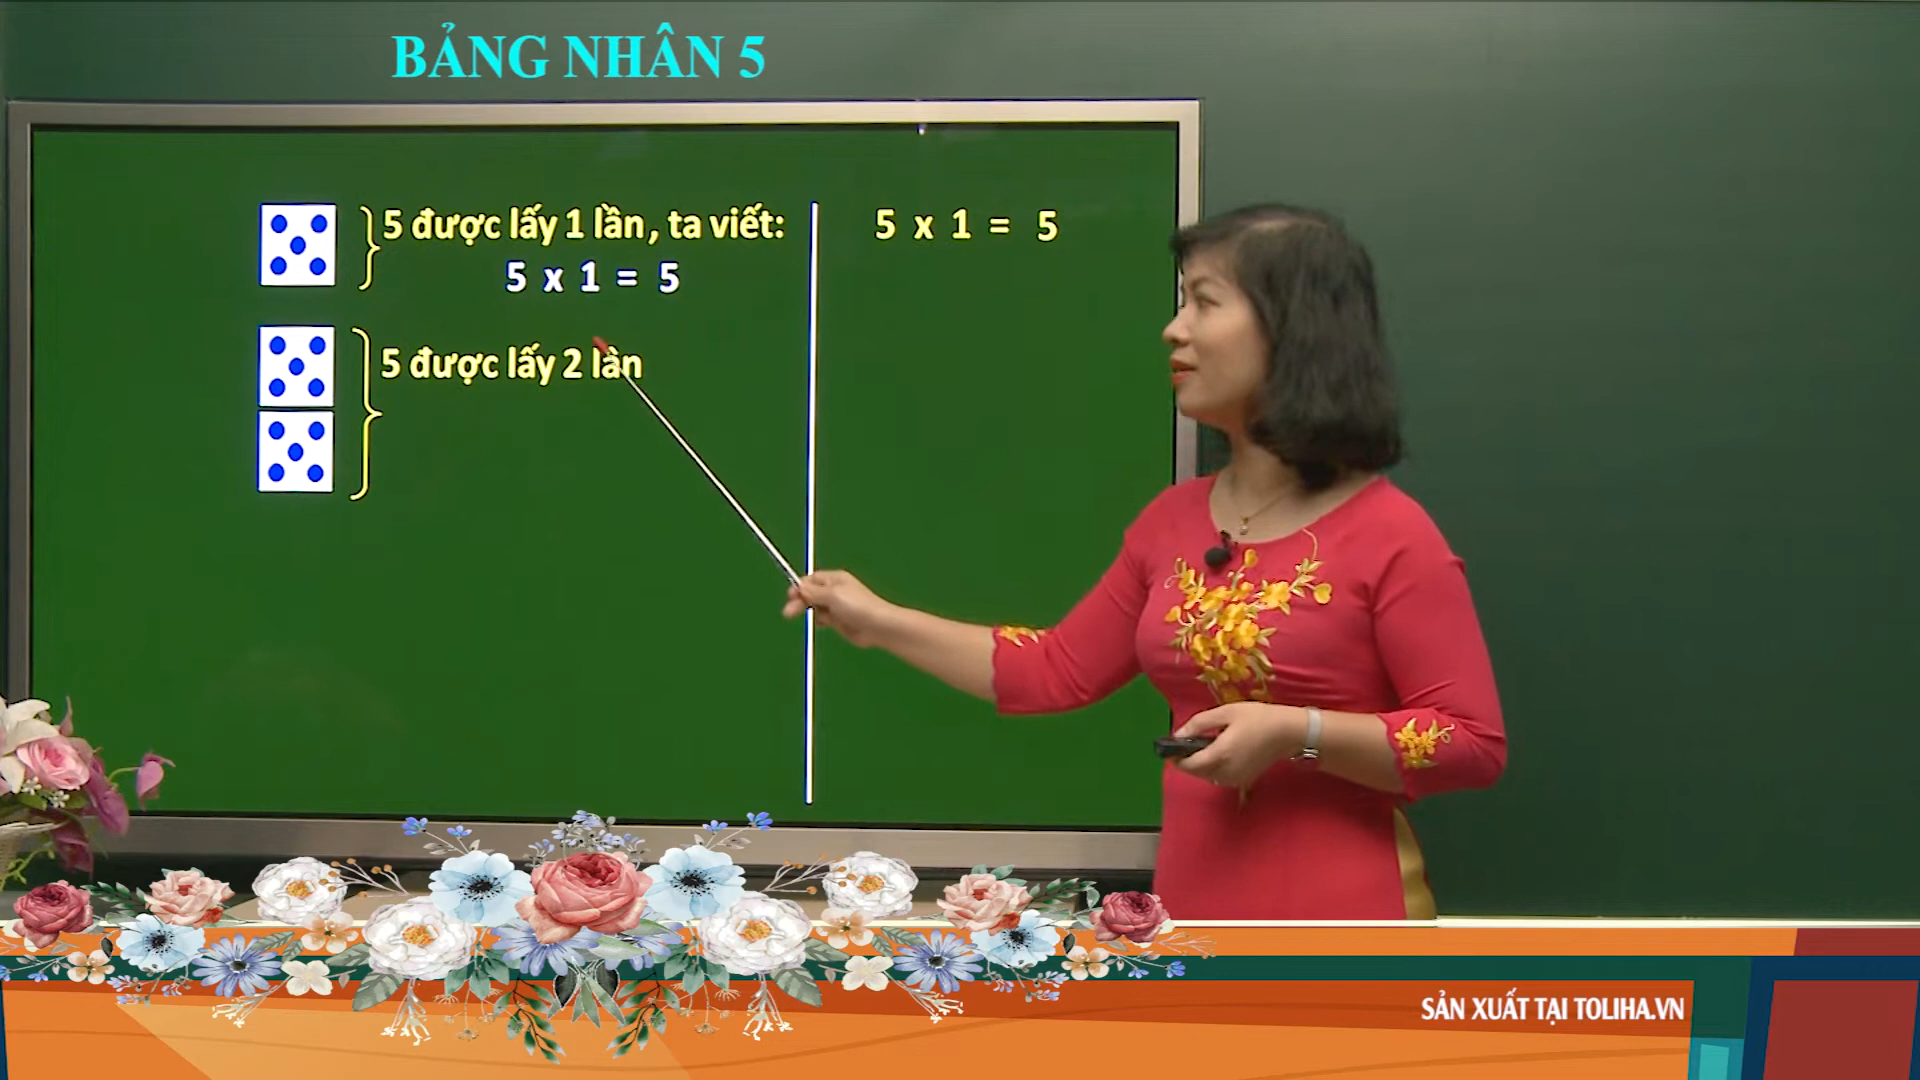 BẢNG NHÂN 5
5 được lấy 1 lần, ta viết:
5 x 1 = 5
5 được lấy 2 lần
5 x 1 = 5
SẢN XUẤT TẠI TOLIHA.VN